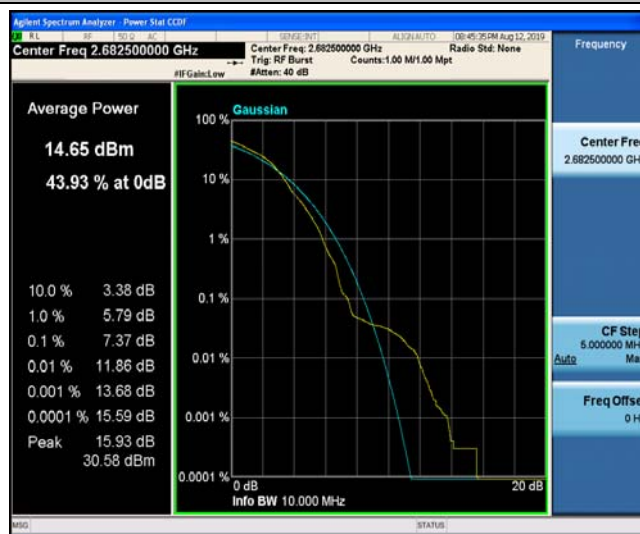 Agilent Spectrum Analyzer - Power Stat CCDF
RL RF 50 Ω AC SENSE:INT ALIGN AUTO 08:45:35 PM Aug 12, 2019
Center Freq 2.682500000 GHz
Center Freq: 2.682500000 GHz Radio Std: None
Trig: RF Burst Counts:1.00 M/1.00 Mpt
#IFGain:Low #Atten: 40 dB
Frequency
Average Power
14.65 dBm
43.93 % at 0dB
10.0 % 3.38 dB
1.0 % 5.79 dB
0.1 % 7.37 dB
0.01 % 11.86 dB
0.001 % 13.68 dB
0.0001 % 15.59 dB
Peak 15.93 dB
30.58 dBm
Gaussian
100 %
10 %
1 %
0.1 %
0.01 %
0.001 %
0.0001 %
0 dB 20 dB
Info BW 10.000 MHz
Center Fre
2.682500000 GH
CF Ste
5.000000 MH
Auto Ma
Freq Offse
0 H
MSG STATUS